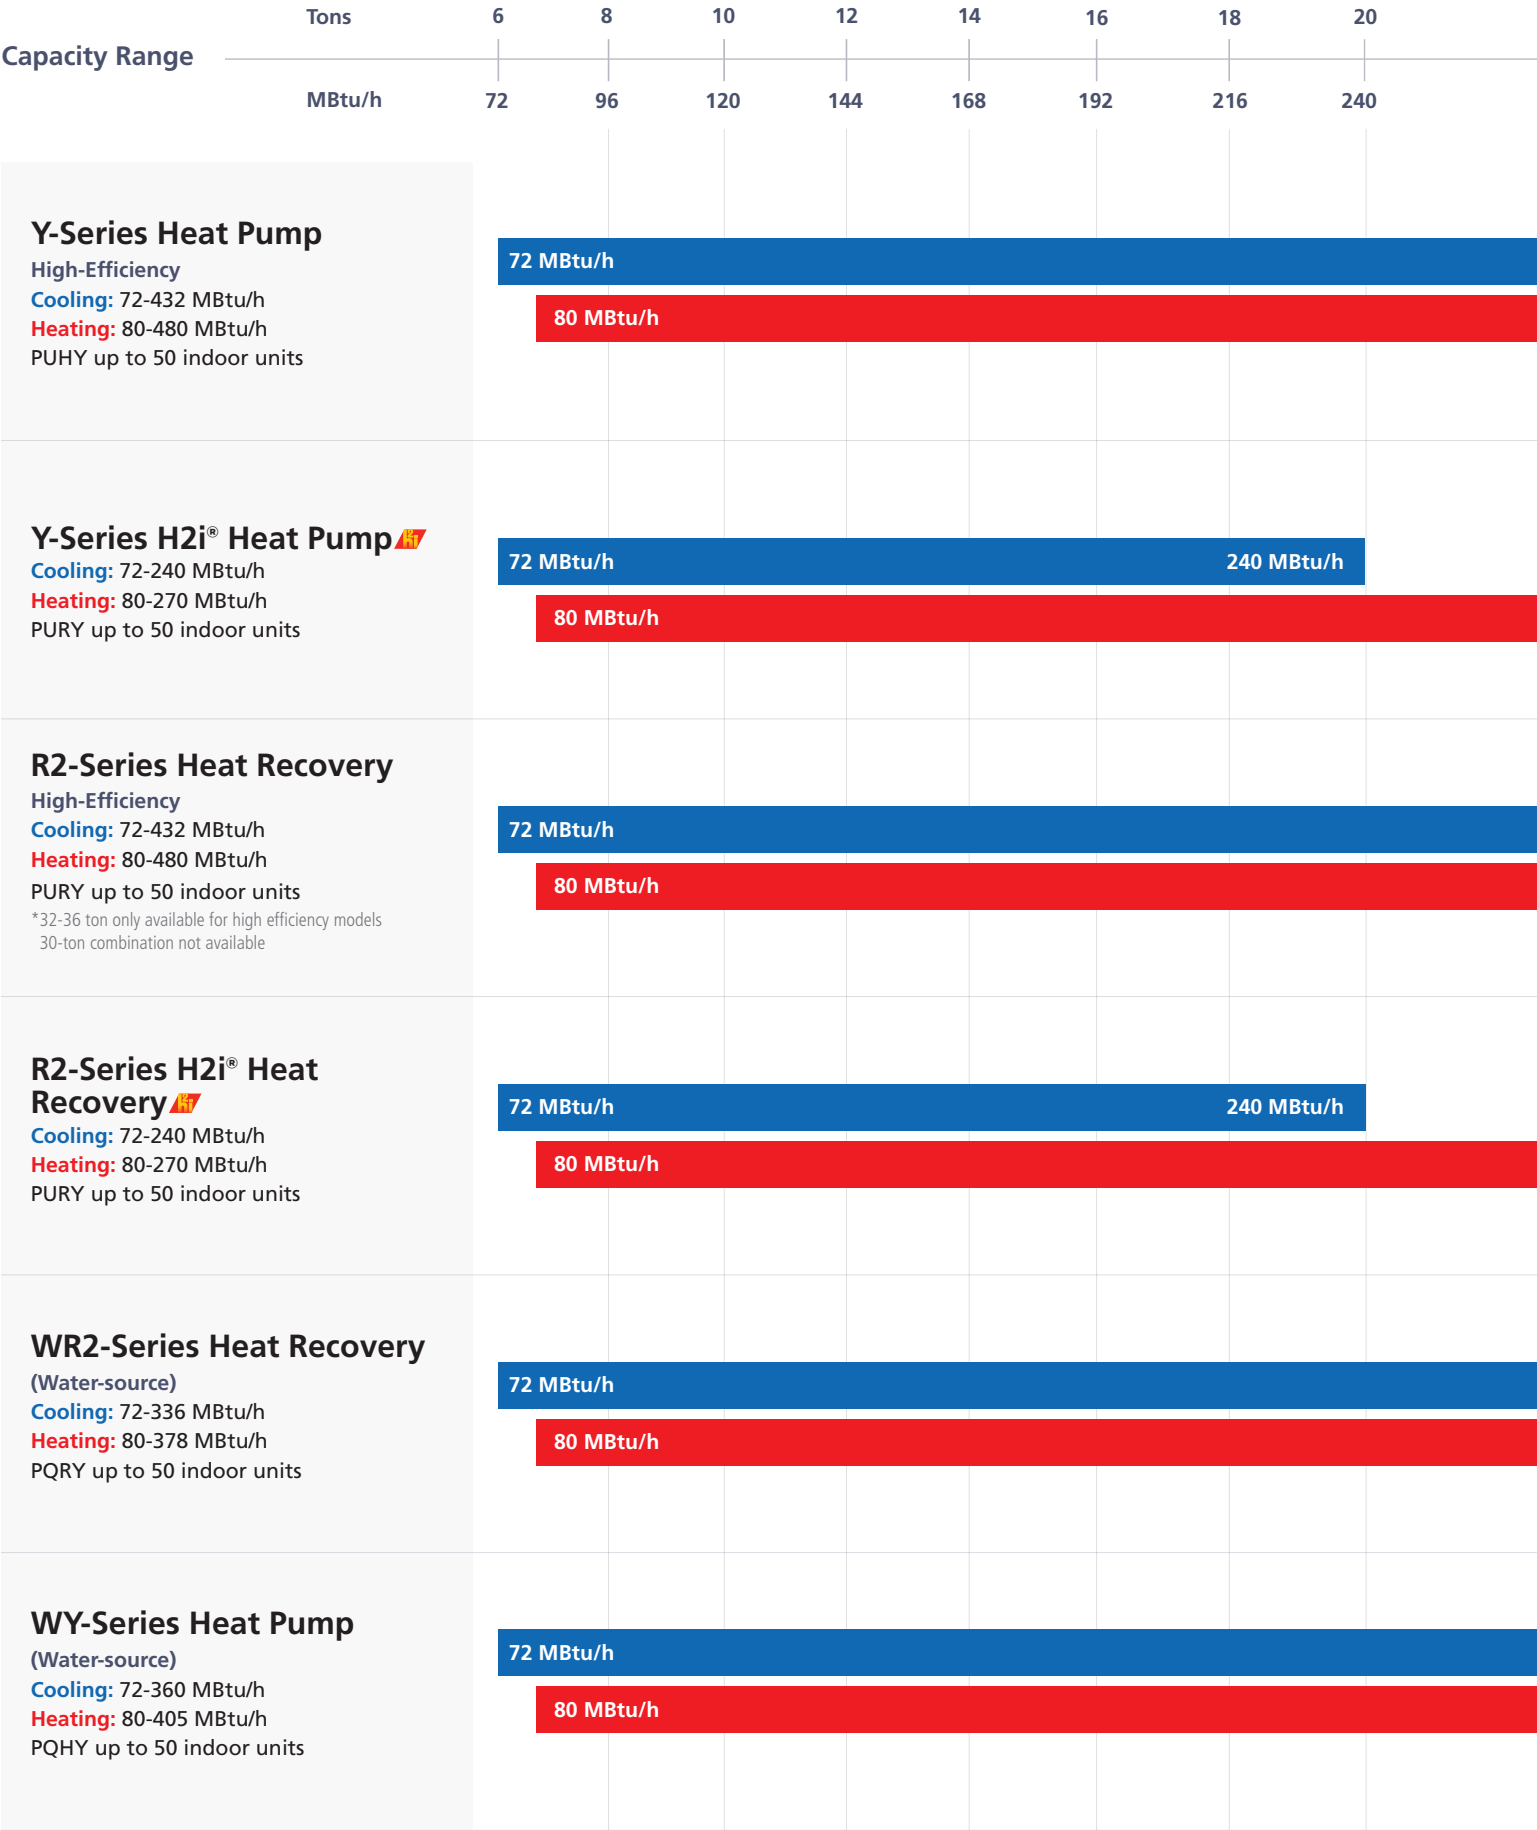 Tons 6 8 10 12 14 16 18 20
Capacity Range
MBtu/h 72 96 120 144 168 192 216 240
Y-Series Heat Pump
High-Efficiency
Cooling: 72-432 MBtu/h
Heating: 80-480 MBtu/h
PUHY up to 50 indoor units
72 MBtu/h
80 MBtu/h
Y-Series H2i® Heat Pump H2i
Cooling: 72-240 MBtu/h
Heating: 80-270 MBtu/h
PURY up to 50 indoor units
72 MBtu/h 240 MBtu/h
80 MBtu/h
R2-Series Heat Recovery
High-Efficiency
Cooling: 72-432 MBtu/h
Heating: 80-480 MBtu/h
PURY up to 50 indoor units
*32-36 ton only available for high efficiency models
30-ton combination not available
72 MBtu/h
80 MBtu/h
R2-Series H2i® Heat
Recovery H2i
Cooling: 72-240 MBtu/h
Heating: 80-270 MBtu/h
PURY up to 50 indoor units
72 MBtu/h 240 MBtu/h
80 MBtu/h
WR2-Series Heat Recovery
(Water-source)
Cooling: 72-336 MBtu/h
Heating: 80-378 MBtu/h
PQRY up to 50 indoor units
72 MBtu/h
80 MBtu/h
WY-Series Heat Pump
(Water-source)
Cooling: 72-360 MBtu/h
Heating: 80-405 MBtu/h
PQHY up to 50 indoor units
72 MBtu/h
80 MBtu/h